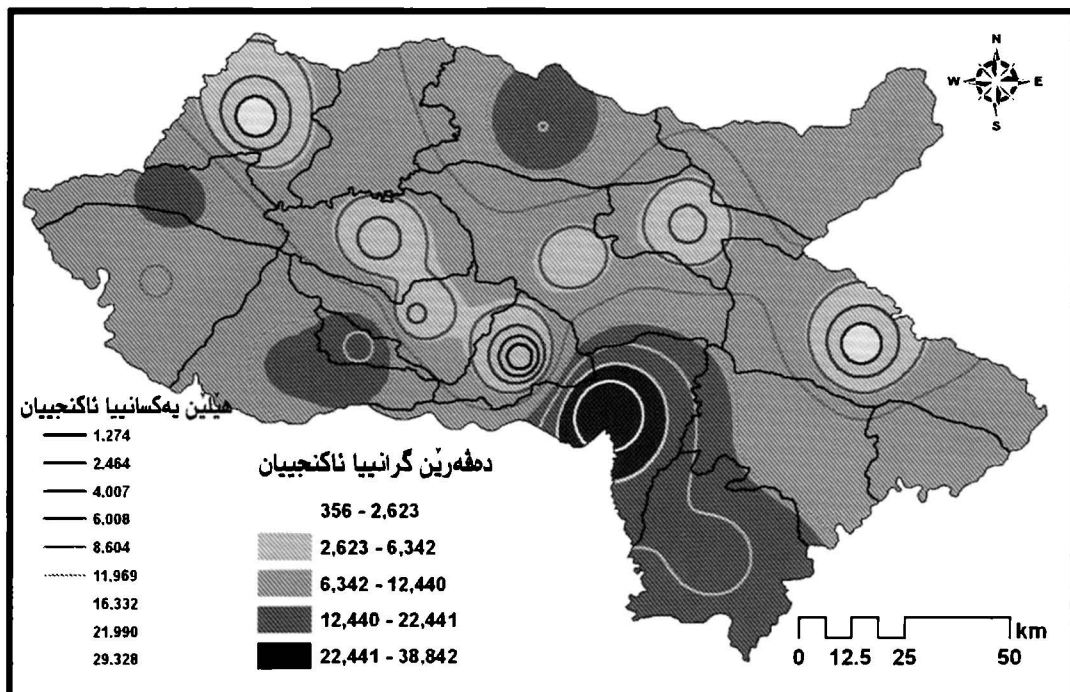 N
W E
S
هێلێن یەکسانییا ئاکنجییان
1.274
2.464
4.007
6.008
8.604
11.969
16.332
21.990
29.328
دەڤەرێن گرانییا ئاکنجییان
356 - 2,623
2,623 - 6,342
6,342 - 12,440
12,440 - 22,441
22,441 - 38,842
km
0 12.5 25 50